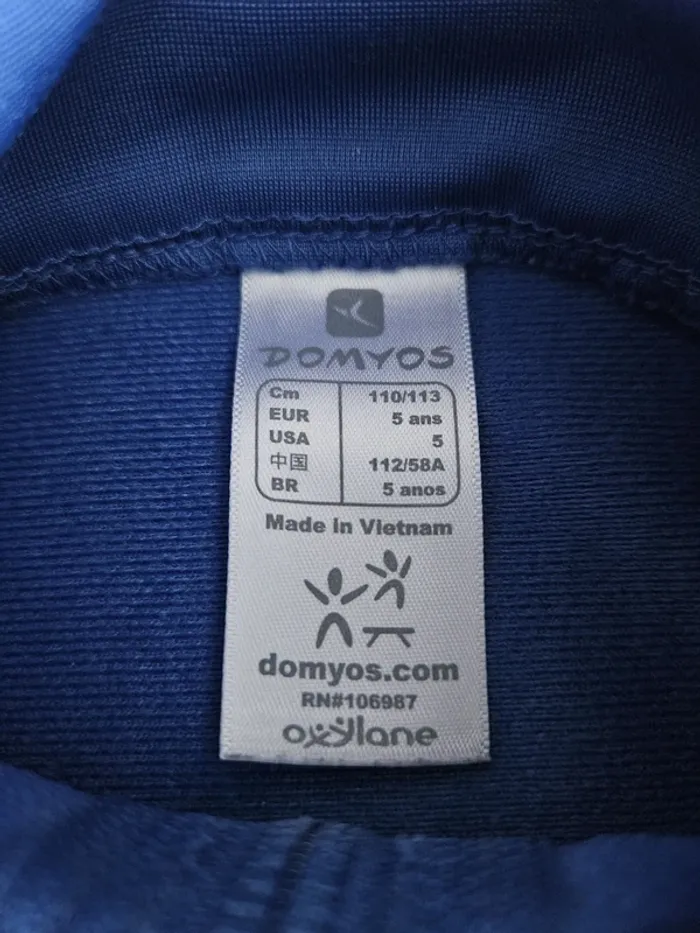 DOMYOS
Cm 110/113
EUR 5 ans
USA 5
中国 112/58A
BR 5 anos
Made in Vietnam
domyos.com
RN#106987
oxylane